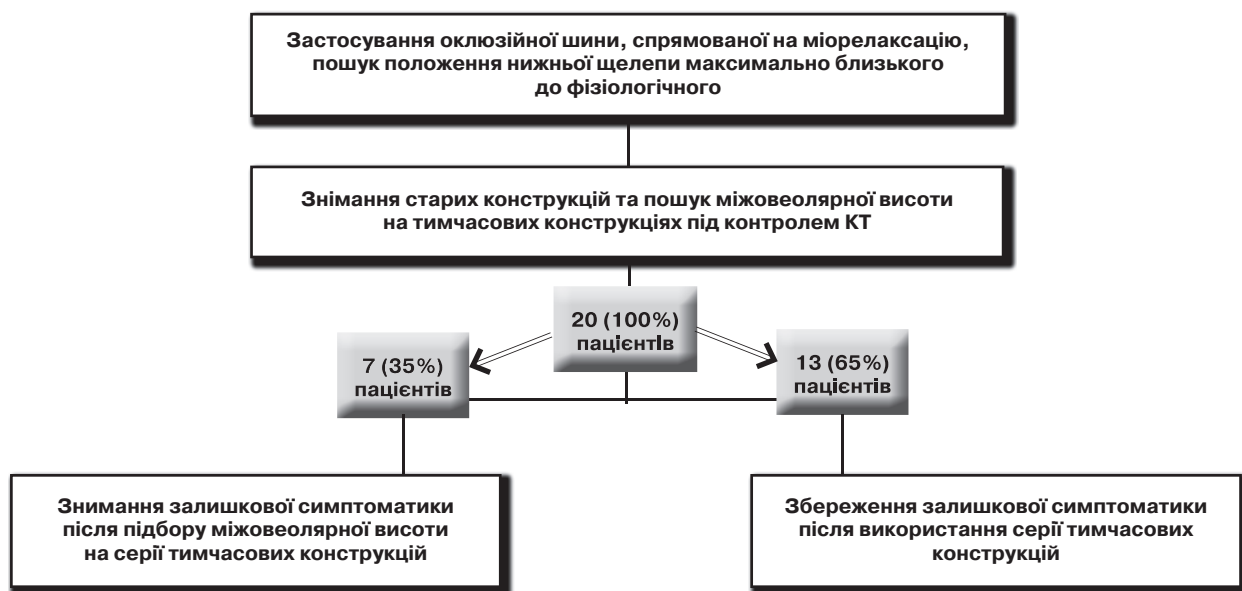 Застосування оклюзійної шини, спрямованої на міорелаксацію,
пошук положення нижньої щелепи максимально близького
до фізіологічного
Знімання старих конструкцій та пошук міжовеолярної висоти
на тимчасових конструкціях під контролем КТ
20 (100%)
пацієнтів
7 (35%)
пацієнтів
13 (65%)
пацієнтів
Знимання залишкової симптоматики
після підбору міжовеолярної висоти
на серії тимчасових конструкцій
Збереження залишкової симптоматики
після використання серії тимчасових
конструкцій